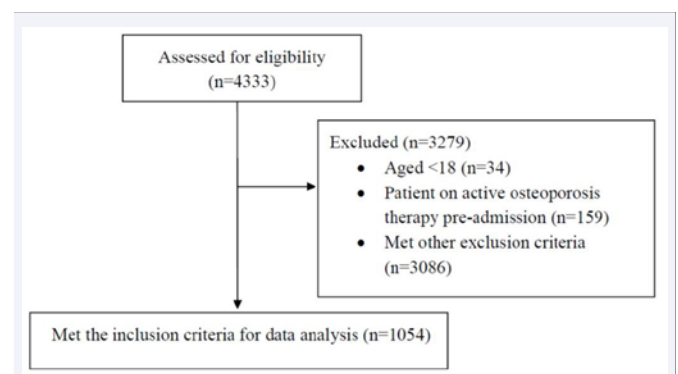 Assessed for eligibility
(n=4333)
Excluded (n=3279)
• Aged <18 (n=34)
• Patient on active osteoporosis
therapy pre-admission (n=159)
• Met other exclusion criteria
(n=3086)
Met the inclusion criteria for data analysis (n=1054)